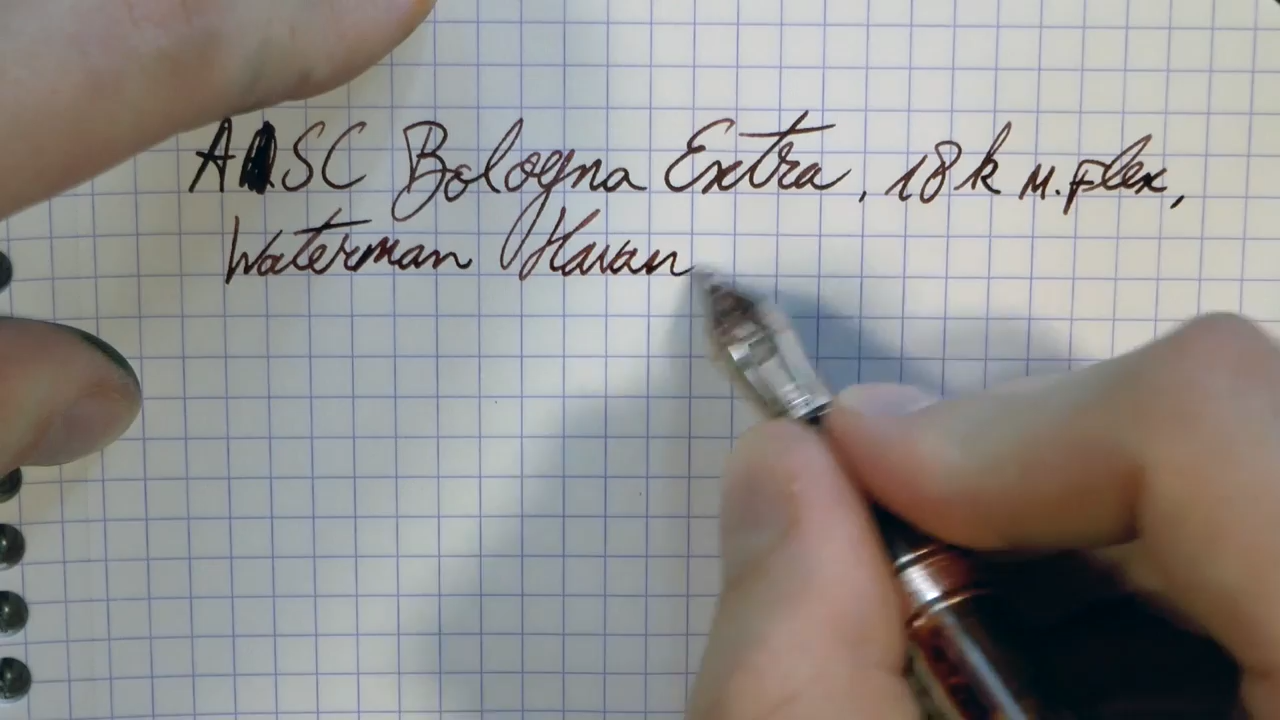 ASC Bologna Extra, 18k M. Flex,
Waterman Havan